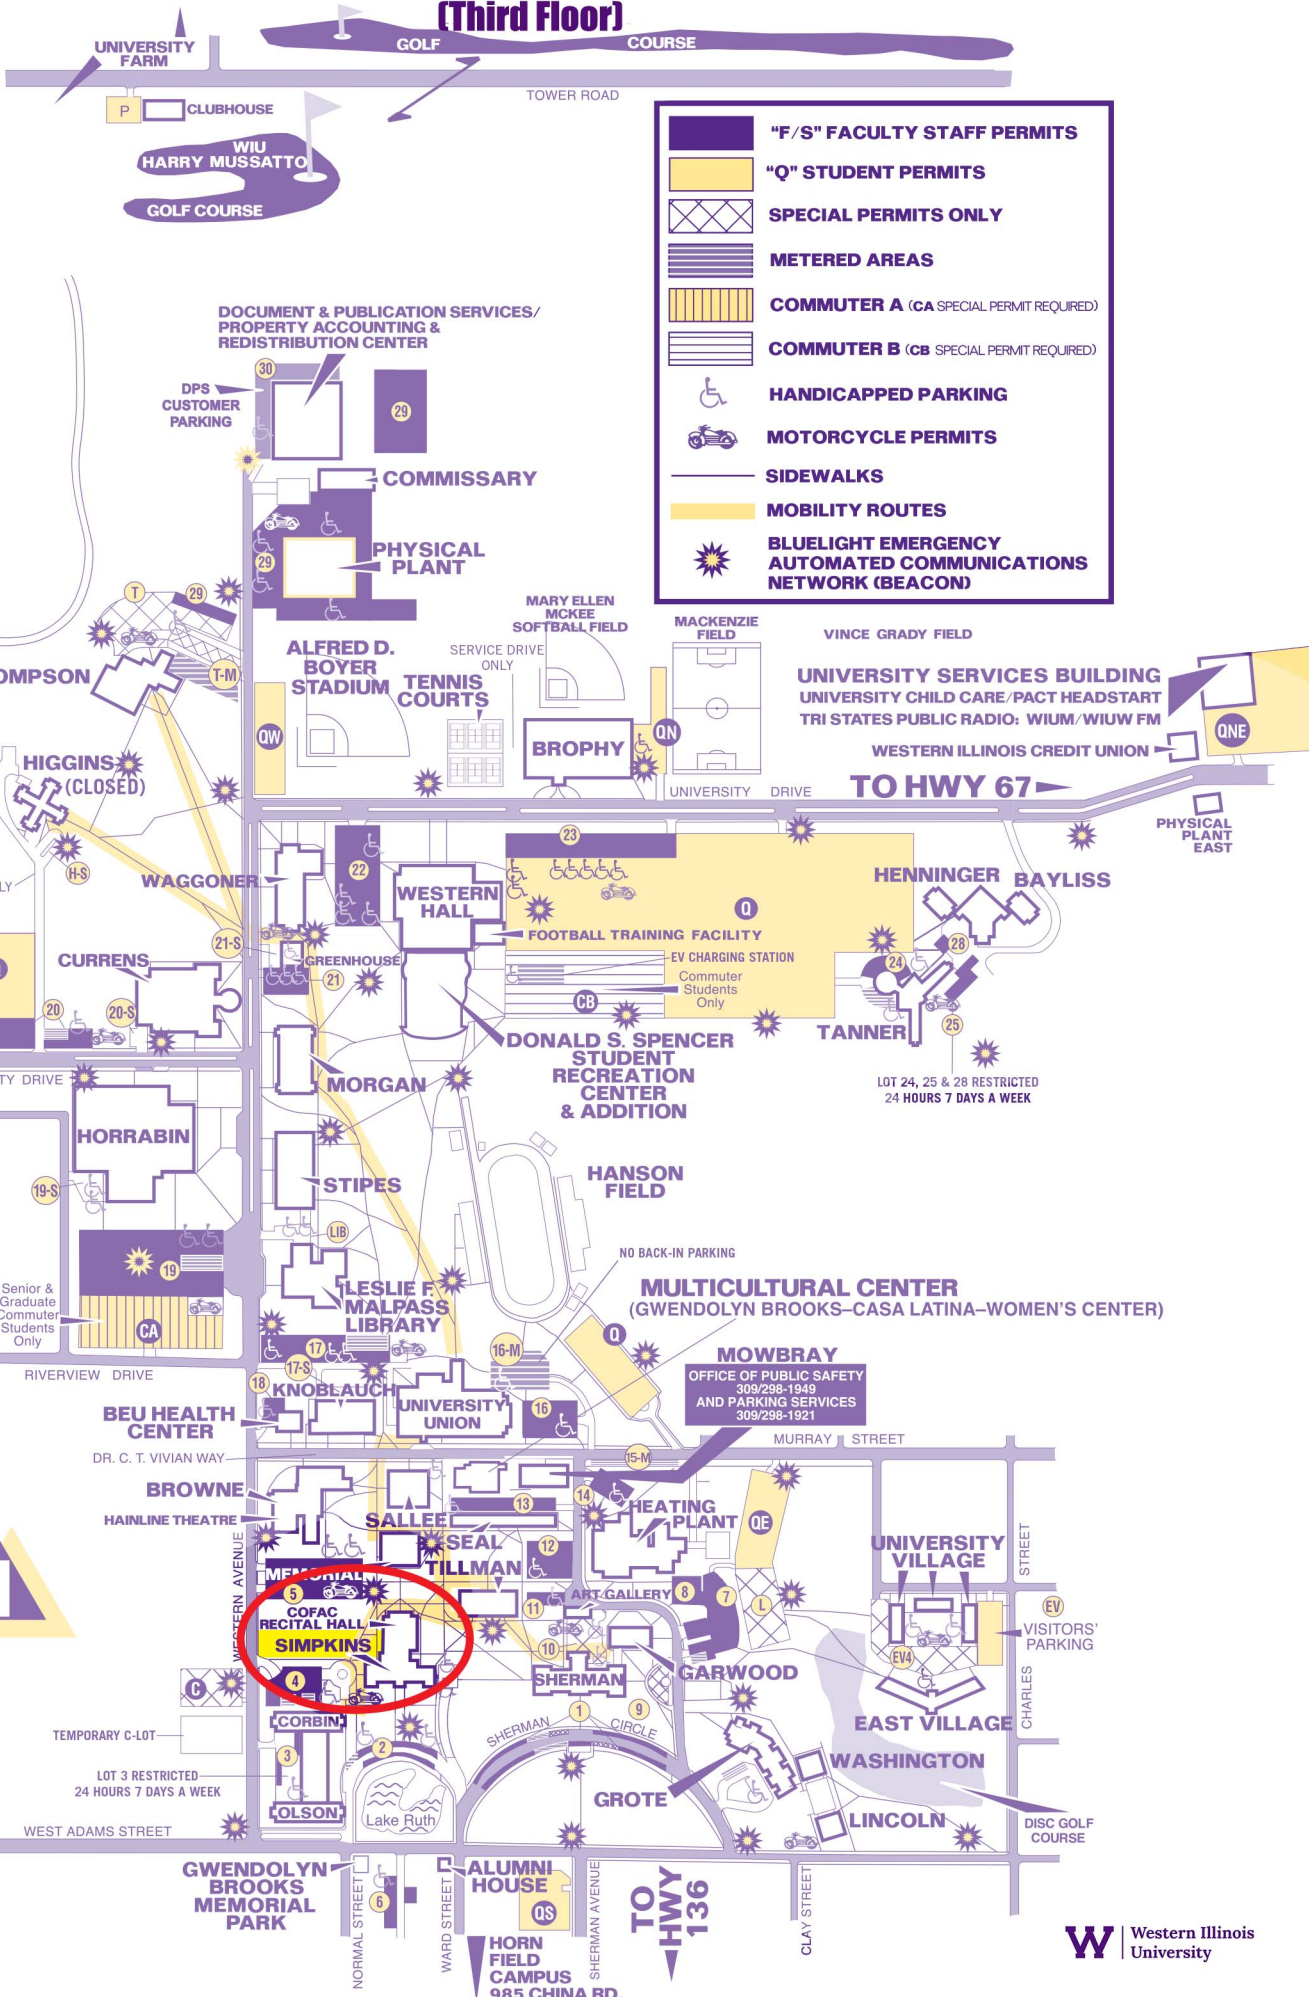 (Third Floor)
UNIVERSITY
FARM
GOLF COURSE
TOWER ROAD
P
CLUBHOUSE
WIU
HARRY MUSSATTO
GOLF COURSE
"F/S" FACULTY STAFF PERMITS
"Q" STUDENT PERMITS
SPECIAL PERMITS ONLY
METERED AREAS
COMMUTER A (CA SPECIAL PERMIT REQUIRED)
COMMUTER B (CB SPECIAL PERMIT REQUIRED)
HANDICAPPED PARKING
MOTORCYCLE PERMITS
SIDEWALKS
MOBILITY ROUTES
BLUELIGHT EMERGENCY
AUTOMATED COMMUNICATIONS
NETWORK (BEACON)
DOCUMENT & PUBLICATION SERVICES/
PROPERTY ACCOUNTING &
REDISTRIBUTION CENTER
30
DPS
CUSTOMER
PARKING
29
COMMISSARY
PHYSICAL
PLANT
29
T
29
T-M
OMPSON
ALFRED D.
BOYER
STADIUM
QW
TENNIS
COURTS
SERVICE DRIVE
ONLY
MARY ELLEN
MCKEE
SOFTBALL FIELD
BROPHY
QN
MACKENZIE
FIELD
VINCE GRADY FIELD
UNIVERSITY SERVICES BUILDING
UNIVERSITY CHILD CARE/PACT HEADSTART
TRI STATES PUBLIC RADIO: WIUM/WIUW FM
QNE
WESTERN ILLINOIS CREDIT UNION
TO HWY 67
UNIVERSITY DRIVE
PHYSICAL
PLANT
EAST
HIGGINS
(CLOSED)
H-S
LY
WAGGONER
22
23
WESTERN
HALL
Q
FOOTBALL TRAINING FACILITY
HENNINGER
BAYLISS
28
24
25
TANNER
LOT 24, 25 & 28 RESTRICTED
24 HOURS 7 DAYS A WEEK
21-S
GREENHOUSE
21
CURRENS
20
20-S
EV CHARGING STATION
Commuter
Students
Only
CB
DONALD S. SPENCER
STUDENT
RECREATION
CENTER
& ADDITION
TY DRIVE
MORGAN
HORRABIN
19-S
STIPES
HANSON
FIELD
LIB
19
Senior &
Graduate
Commuter
Students
Only
CA
RIVERVIEW DRIVE
LESLIE F.
MALPASS
LIBRARY
17
17-S
18
NO BACK-IN PARKING
MULTICULTURAL CENTER
(GWENDOLYN BROOKS–CASA LATINA–WOMEN'S CENTER)
Q
16-M
16
MOWBRAY
OFFICE OF PUBLIC SAFETY
309/298-1949
AND PARKING SERVICES
309/298-1921
KNOBLAUCH
UNIVERSITY
UNION
BEU HEALTH
CENTER
DR. C. T. VIVIAN WAY
MURRAY STREET
15-M
BROWNE
HAINLINE THEATRE
SALLEE
13
14
SEAL
HEATING
PLANT
QE
12
TILLMAN
MEMORIAL
5
COFAC
RECITAL HALL
SIMPKINS
4
WESTERN AVENUE
11
ART GALLERY
8
7
L
10
SHERMAN
GARWOOD
UNIVERSITY
VILLAGE
STREET
EV
VISITORS'
PARKING
EV4
EAST VILLAGE
CHARLES
C
TEMPORARY C-LOT
CORBIN
3
2
LOT 3 RESTRICTED
24 HOURS 7 DAYS A WEEK
OLSON
Lake Ruth
SHERMAN CIRCLE
1
9
GROTE
WASHINGTON
LINCOLN
DISC GOLF
COURSE
WEST ADAMS STREET
GWENDOLYN
BROOKS
MEMORIAL
PARK
6
NORMAL STREET
WARD STREET
ALUMNI
HOUSE
QS
SHERMAN AVENUE
TO
HWY
136
CLAY STREET
HORN
FIELD
CAMPUS
985 CHINA RD.
W
Western Illinois
University